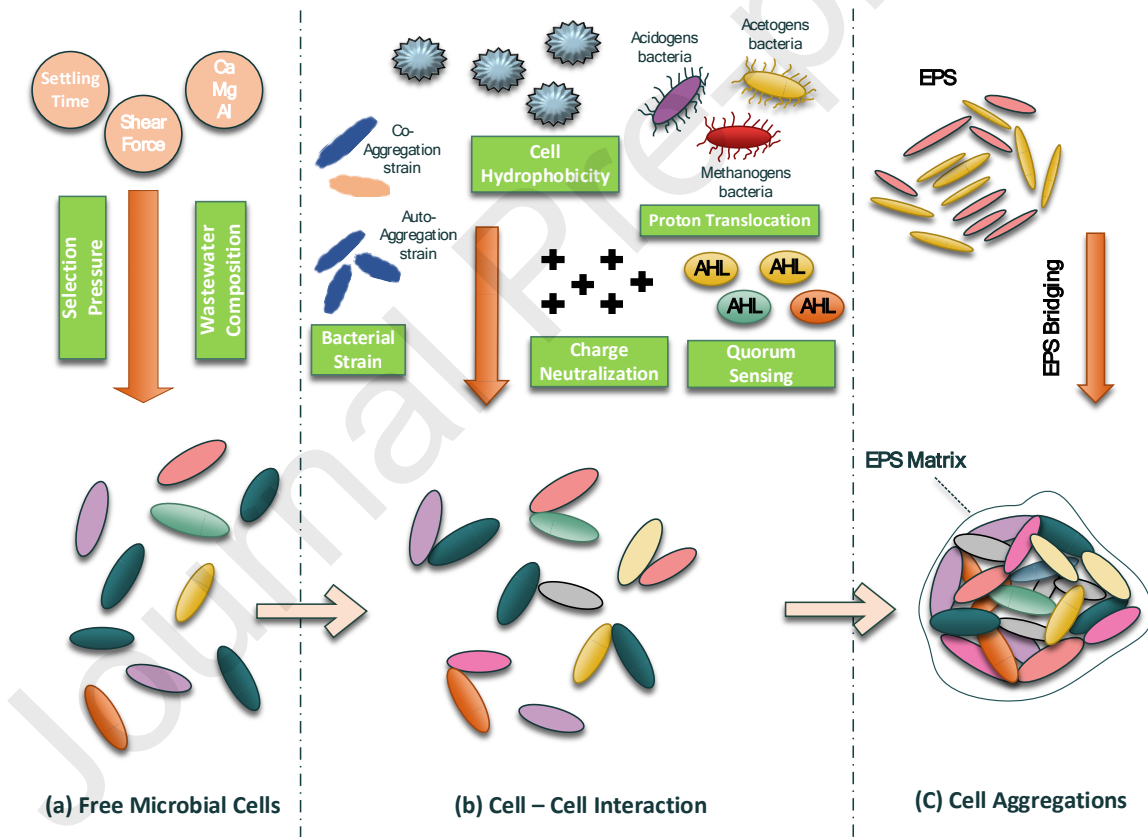 Settling
Time
Shear
Force
Ca
Mg
Al
Selection
Pressure
Wastewater
Composition
(a) Free Microbial Cells
Co-
Aggregation
strain
Auto-
Aggregation
strain
Bacterial
Strain
Cell
Hydrophobicity
Acidogens
bacteria
Acetogens
bacteria
Methanogens
bacteria
Proton Translocation
Charge
Neutralization
AHL
AHL
AHL
AHL
Quorum
Sensing
(b) Cell – Cell Interaction
EPS
EPS Bridging
EPS Matrix
(C) Cell Aggregations
Journal Pre-p